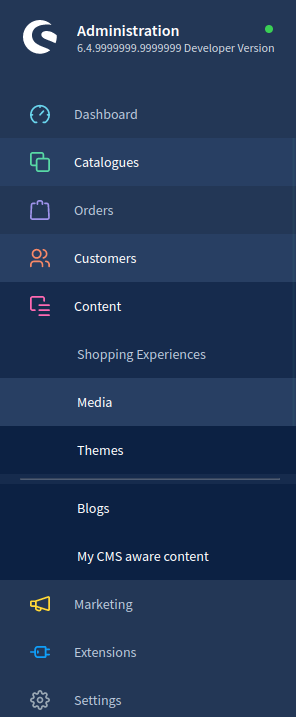 Administration
6.4.9999999.9999999 Developer Version
Dashboard
Catalogues
Orders
Customers
Content
Shopping Experiences
Media
Themes
Blogs
My CMS aware content
Marketing
Extensions
Settings